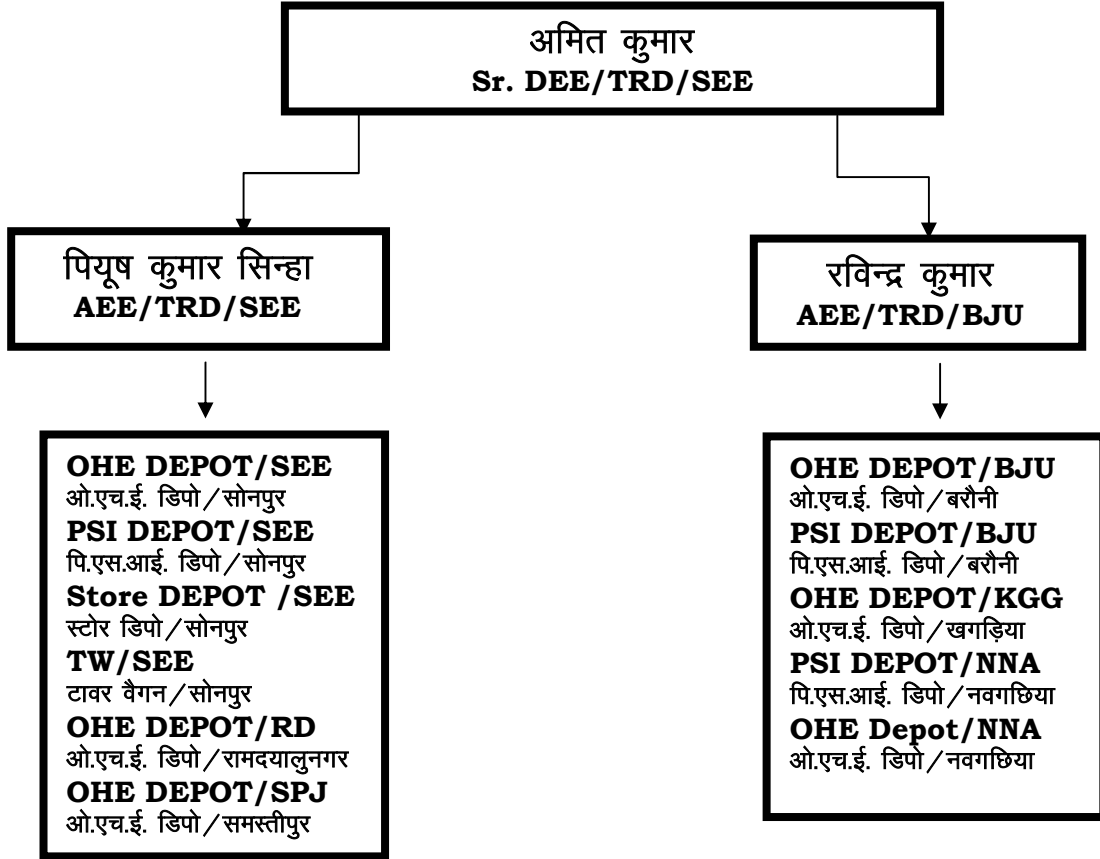 अमित कुमार
Sr. DEE/TRD/SEE
पियूष कुमार सिन्हा
AEE/TRD/SEE
रविन्द्र कुमार
AEE/TRD/BJU
OHE DEPOT/SEE
ओ.एच.ई. डिपो/सोनपुर
PSI DEPOT/SEE
पि.एस.आई. डिपो/सोनपुर
Store DEPOT /SEE
स्टोर डिपो/सोनपुर
TW/SEE
टावर वैगन/सोनपुर
OHE DEPOT/RD
ओ.एच.ई. डिपो/रामदयालुनगर
OHE DEPOT/SPJ
ओ.एच.ई. डिपो/समस्तीपुर
OHE DEPOT/BJU
ओ.एच.ई. डिपो/बरौनी
PSI DEPOT/BJU
पि.एस.आई. डिपो/बरौनी
OHE DEPOT/KGG
ओ.एच.ई. डिपो/खगड़िया
PSI DEPOT/NNA
पि.एस.आई. डिपो/नवगछिया
OHE Depot/NNA
ओ.एच.ई. डिपो/नवगछिया